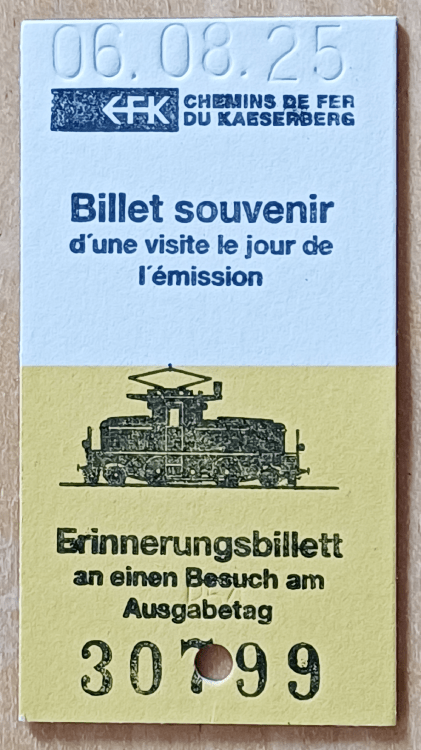 06.08.25
CFK CHEMINS DE FER
DU KAESERBERG
Billet souvenir
d'une visite le jour de
l'émission
Erinnerungsbillett
an einen Besuch am
Ausgabetag
30799